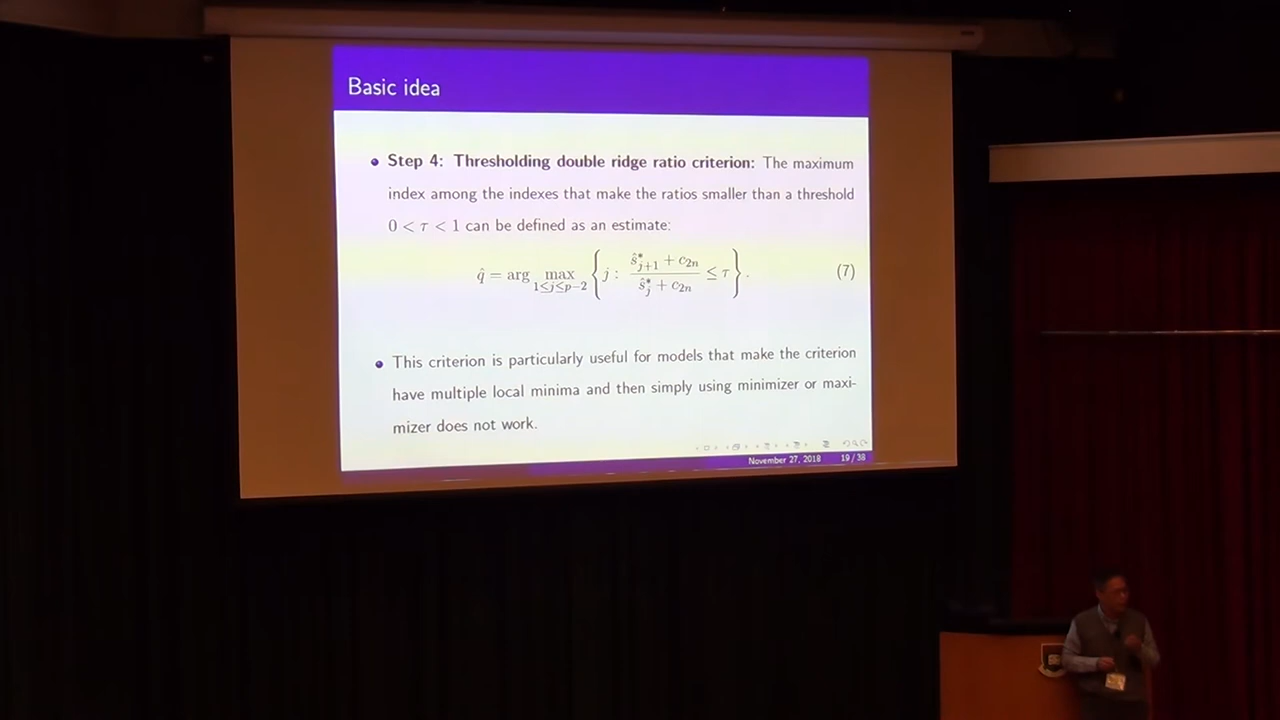 Basic idea
Step 4: Thresholding double ridge ratio criterion: The maximum
index among the indexes that make the ratios smaller than a threshold
0 < τ < 1 can be defined as an estimate:
q̂ = arg max_{1≤j≤p−2} { j : (ŝ*_{j+1} + c_{2n}) / (ŝ*_j + c_{2n}) ≤ τ } . (7)
This criterion is particularly useful for models that make the criterion
have multiple local minima and then simply using minimizer or maxi-
mizer does not work.
November 27, 2018 19 / 38